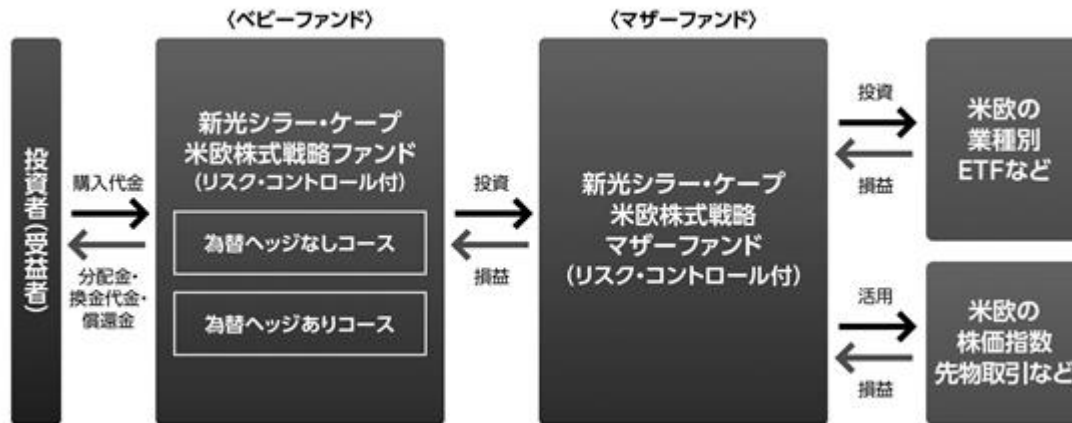 〈ベビーファンド〉
〈マザーファンド〉
投資者(受益者)
購入代金
分配金・
換金代金・
償還金
新光シラー・ケープ
米欧株式戦略ファンド
(リスク・コントロール付)
為替ヘッジなしコース
為替ヘッジありコース
投資
損益
新光シラー・ケープ
米欧株式戦略
マザーファンド
(リスク・コントロール付)
投資
損益
米欧の
業種別
ETFなど
活用
損益
米欧の
株価指数
先物取引など